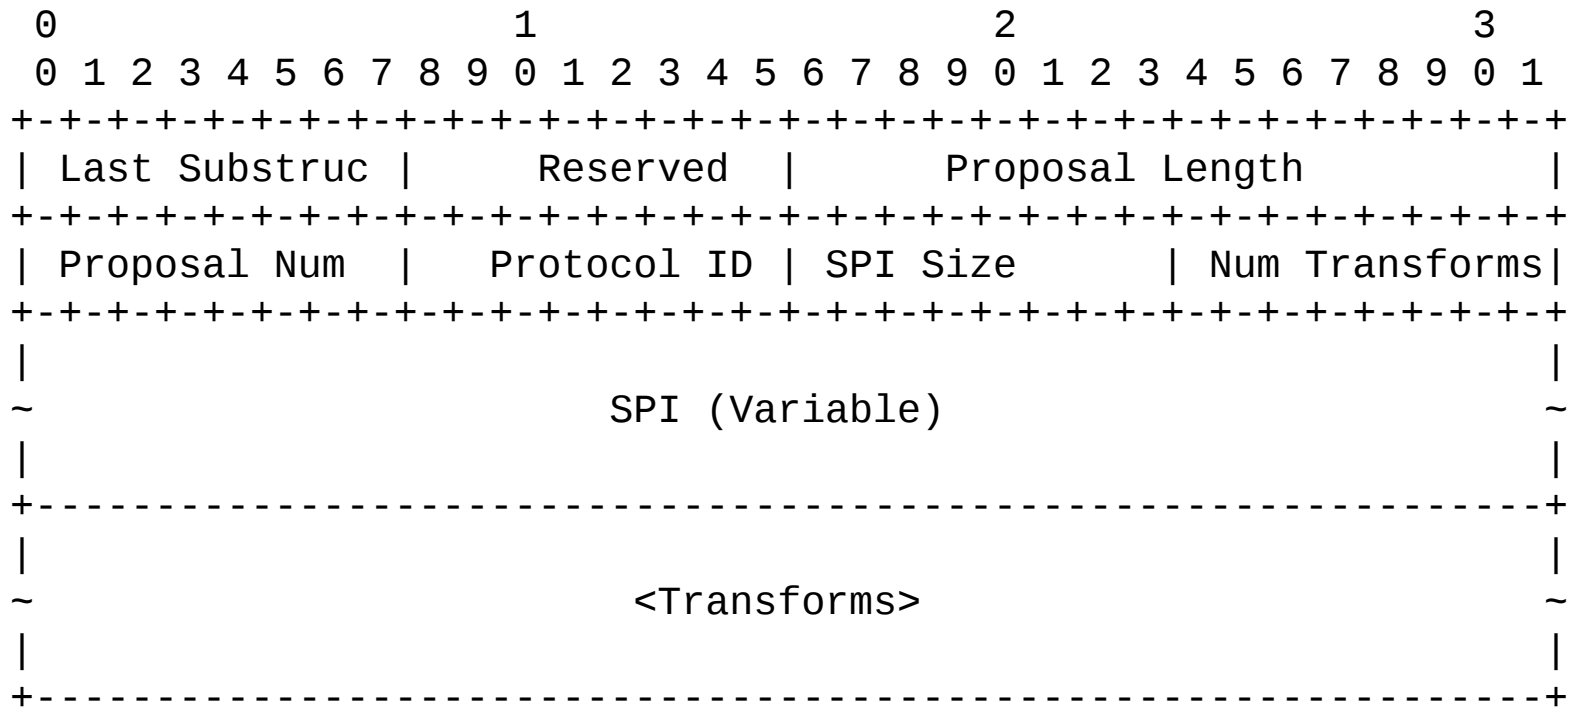 0                   1                   2                   3
 0 1 2 3 4 5 6 7 8 9 0 1 2 3 4 5 6 7 8 9 0 1 2 3 4 5 6 7 8 9 0 1
+-+-+-+-+-+-+-+-+-+-+-+-+-+-+-+-+-+-+-+-+-+-+-+-+-+-+-+-+-+-+-+-+
| Last Substruc |     Reserved  |      Proposal Length          |
+-+-+-+-+-+-+-+-+-+-+-+-+-+-+-+-+-+-+-+-+-+-+-+-+-+-+-+-+-+-+-+-+
| Proposal Num  |   Protocol ID | SPI Size      | Num Transforms|
+-+-+-+-+-+-+-+-+-+-+-+-+-+-+-+-+-+-+-+-+-+-+-+-+-+-+-+-+-+-+-+-+
|                                                               |
~                        SPI (Variable)                         ~
|                                                               |
+---------------------------------------------------------------+
|                                                               |
~                         <Transforms>                          ~
|                                                               |
+---------------------------------------------------------------+